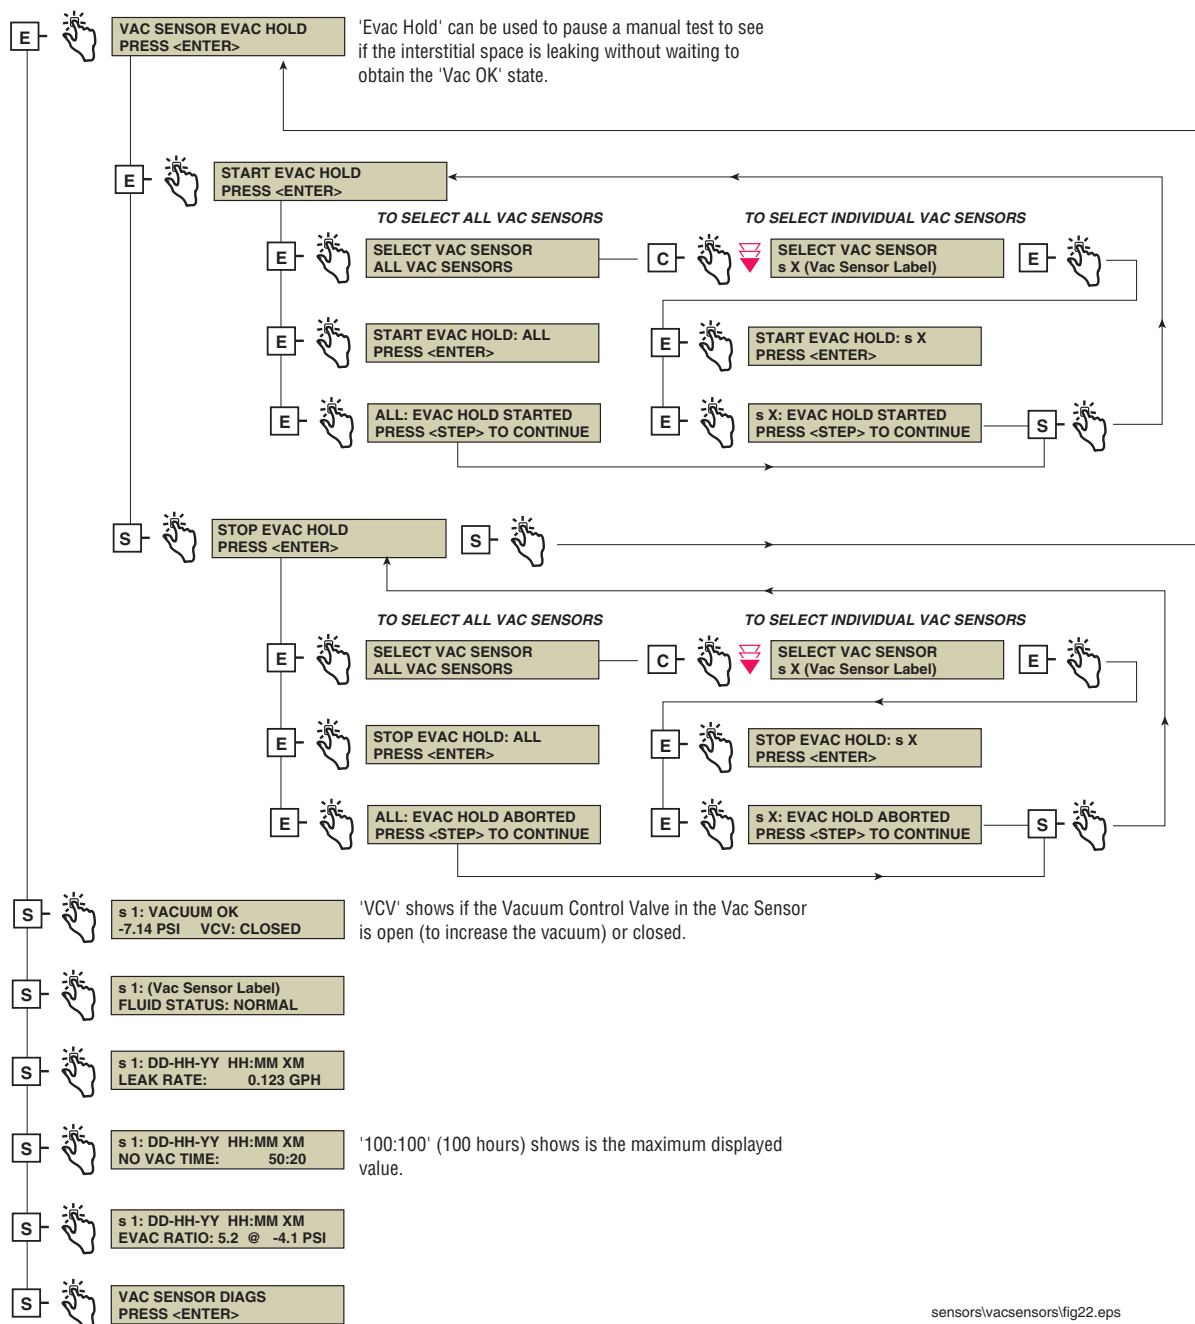 E
VAC SENSOR EVAC HOLD
PRESS <ENTER>
'Evac Hold' can be used to pause a manual test to see
if the interstitial space is leaking without waiting to
obtain the 'Vac OK' state.
E
START EVAC HOLD
PRESS <ENTER>
TO SELECT ALL VAC SENSORS
TO SELECT INDIVIDUAL VAC SENSORS
E
SELECT VAC SENSOR
ALL VAC SENSORS
C
SELECT VAC SENSOR
s X (Vac Sensor Label)
E
E
START EVAC HOLD: ALL
PRESS <ENTER>
E
START EVAC HOLD: s X
PRESS <ENTER>
E
ALL: EVAC HOLD STARTED
PRESS <STEP> TO CONTINUE
E
s X: EVAC HOLD STARTED
PRESS <STEP> TO CONTINUE
S
S
STOP EVAC HOLD
PRESS <ENTER>
S
TO SELECT ALL VAC SENSORS
TO SELECT INDIVIDUAL VAC SENSORS
E
SELECT VAC SENSOR
ALL VAC SENSORS
C
SELECT VAC SENSOR
s X (Vac Sensor Label)
E
E
STOP EVAC HOLD: ALL
PRESS <ENTER>
E
STOP EVAC HOLD: s X
PRESS <ENTER>
E
ALL: EVAC HOLD ABORTED
PRESS <STEP> TO CONTINUE
E
s X: EVAC HOLD ABORTED
PRESS <STEP> TO CONTINUE
S
S
s 1: VACUUM OK
-7.14 PSI VCV: CLOSED
'VCV' shows if the Vacuum Control Valve in the Vac Sensor
is open (to increase the vacuum) or closed.
S
s 1: (Vac Sensor Label)
FLUID STATUS: NORMAL
S
s 1: DD-HH-YY HH:MM XM
LEAK RATE: 0.123 GPH
S
s 1: DD-HH-YY HH:MM XM
NO VAC TIME: 50:20
'100:100' (100 hours) shows is the maximum displayed
value.
S
s 1: DD-HH-YY HH:MM XM
EVAC RATIO: 5.2 @ -4.1 PSI
S
VAC SENSOR DIAGS
PRESS <ENTER>
sensors\vacsensors\fig22.eps